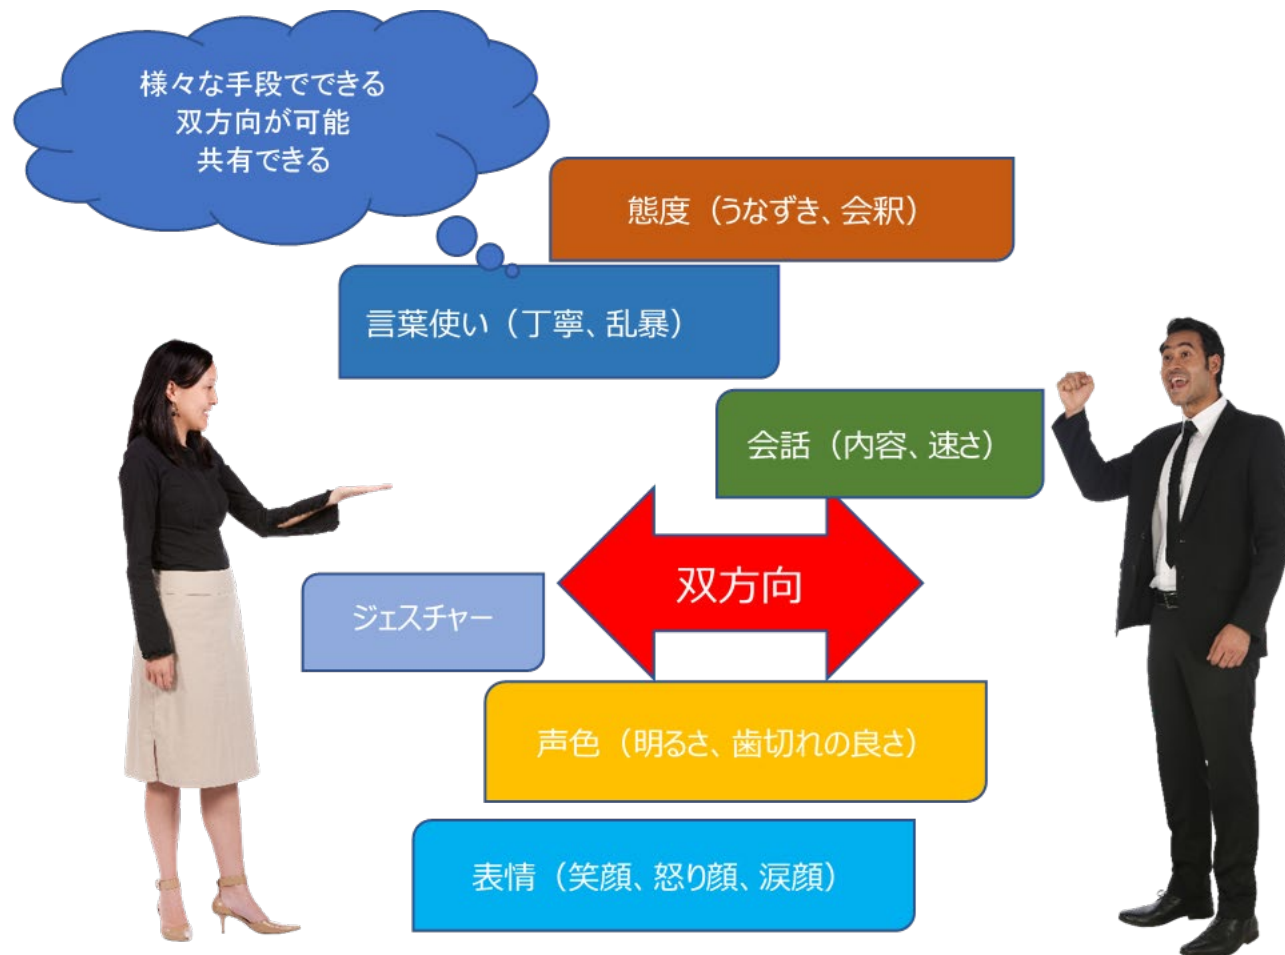 様々な手段でできる
双方向が可能
共有できる
態度（うなずき、会釈）
言葉使い（丁寧、乱暴）
会話（内容、速さ）
双方向
ジェスチャー
声色（明るさ、歯切れの良さ）
表情（笑顔、怒り顔、涙顔）